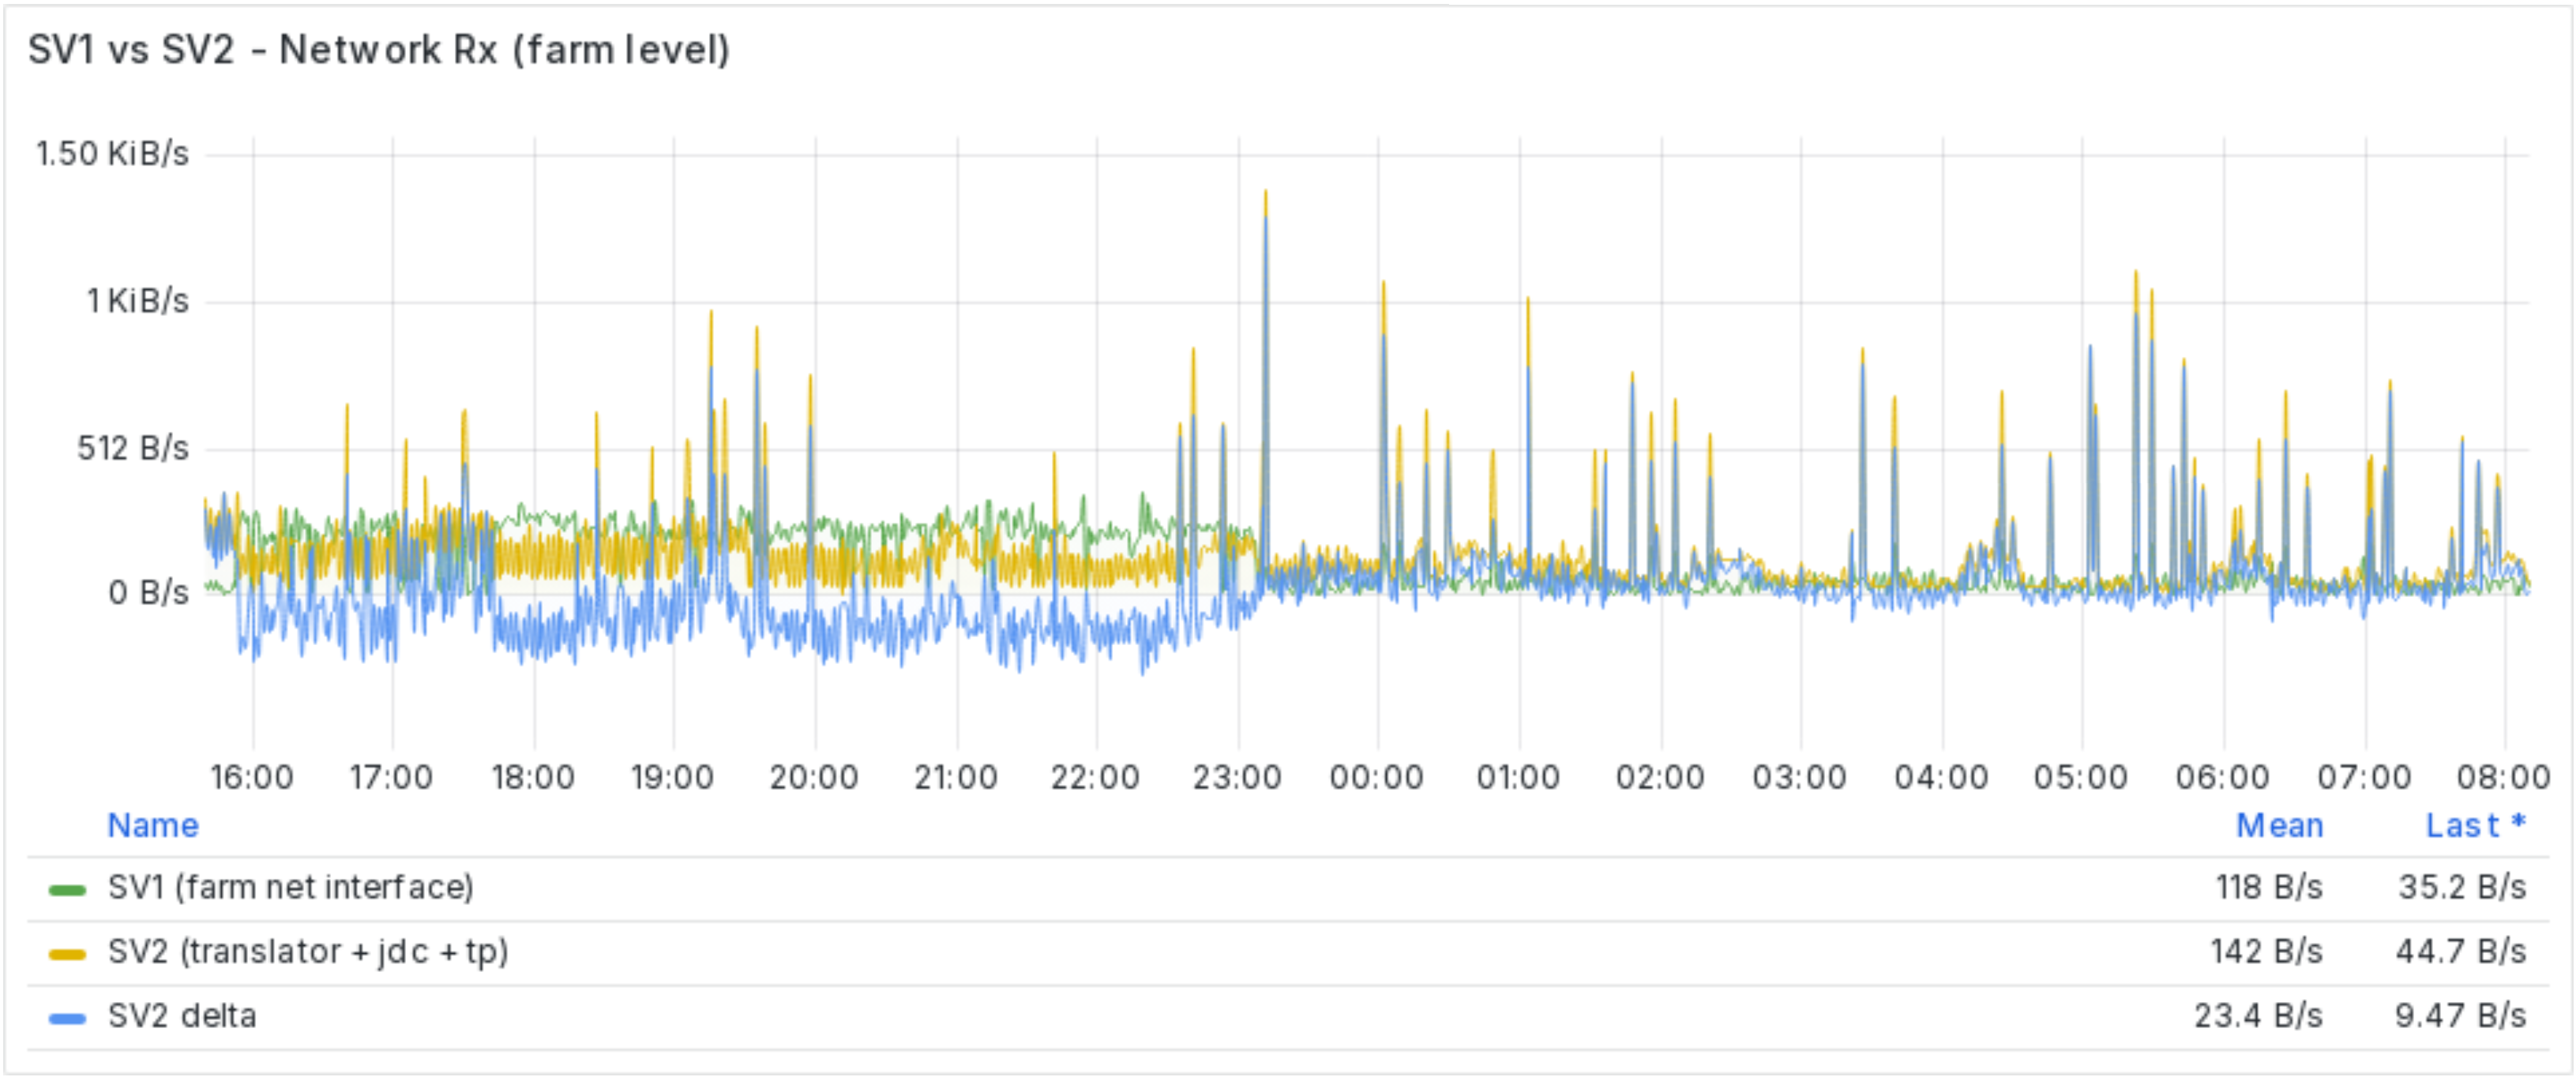 SV1 vs SV2 - Network Rx (farm level)
1.50 KiB/s
1 KiB/s
512 B/s
0 B/s
16:00 17:00 18:00 19:00 20:00 21:00 22:00 23:00 00:00 01:00 02:00 03:00 04:00 05:00 06:00 07:00 08:00
Name Mean Last *
SV1 (farm net interface) 118 B/s 35.2 B/s
SV2 (translator + jdc + tp) 142 B/s 44.7 B/s
SV2 delta 23.4 B/s 9.47 B/s